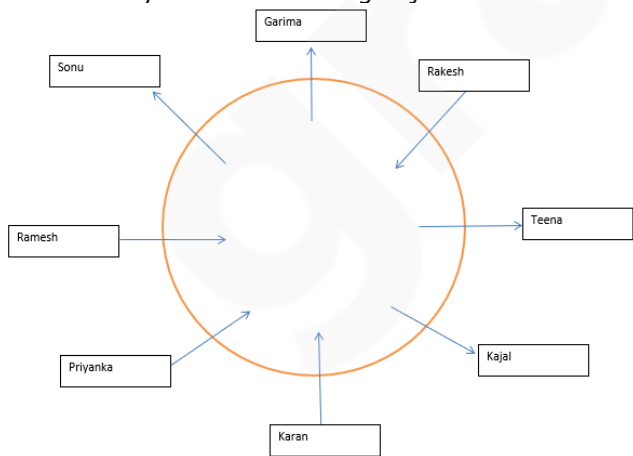 Garima
Sonu
Rakesh
Teena
Ramesh
Kajal
Priyanka
Karan